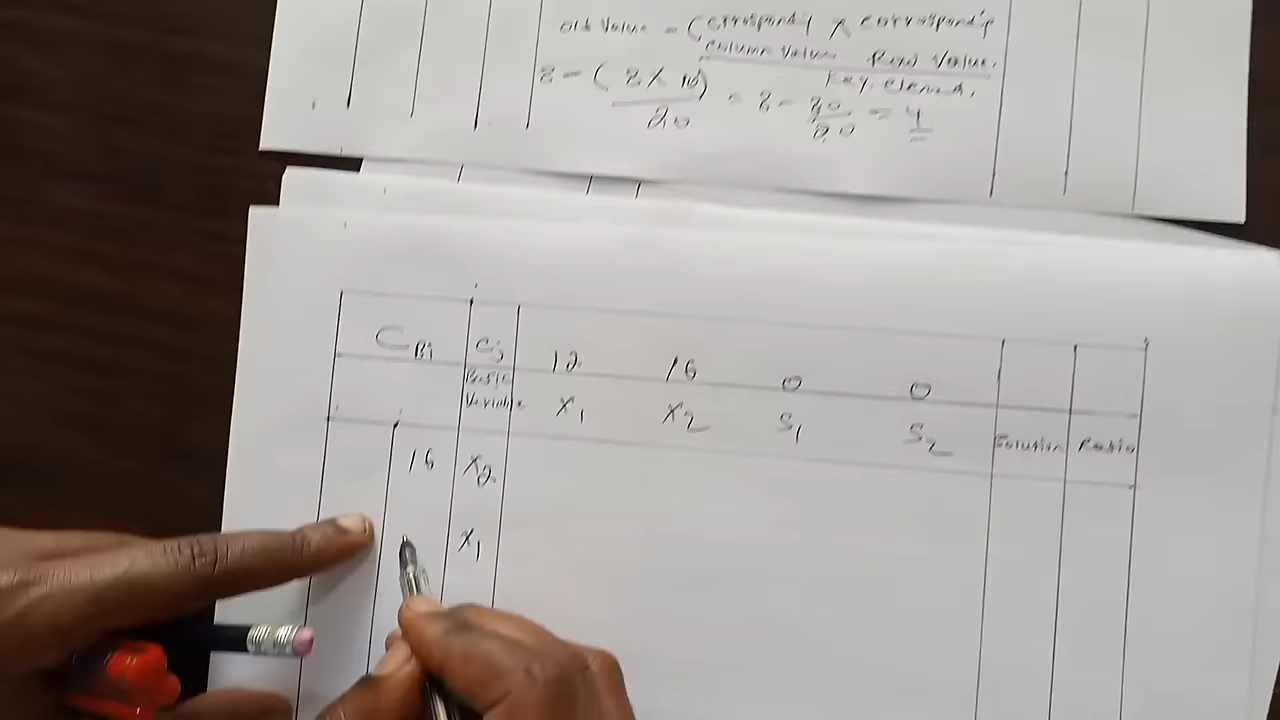 old value - (corresponding x corresponding
column value Row value
key element
8 - (8 x 10) = 8 - 80 = 4
20 20
CBi Cj 12 16 0 0
Basic
Variable X1 X2 S1 S2 Solution Ratio
16 X2
X1